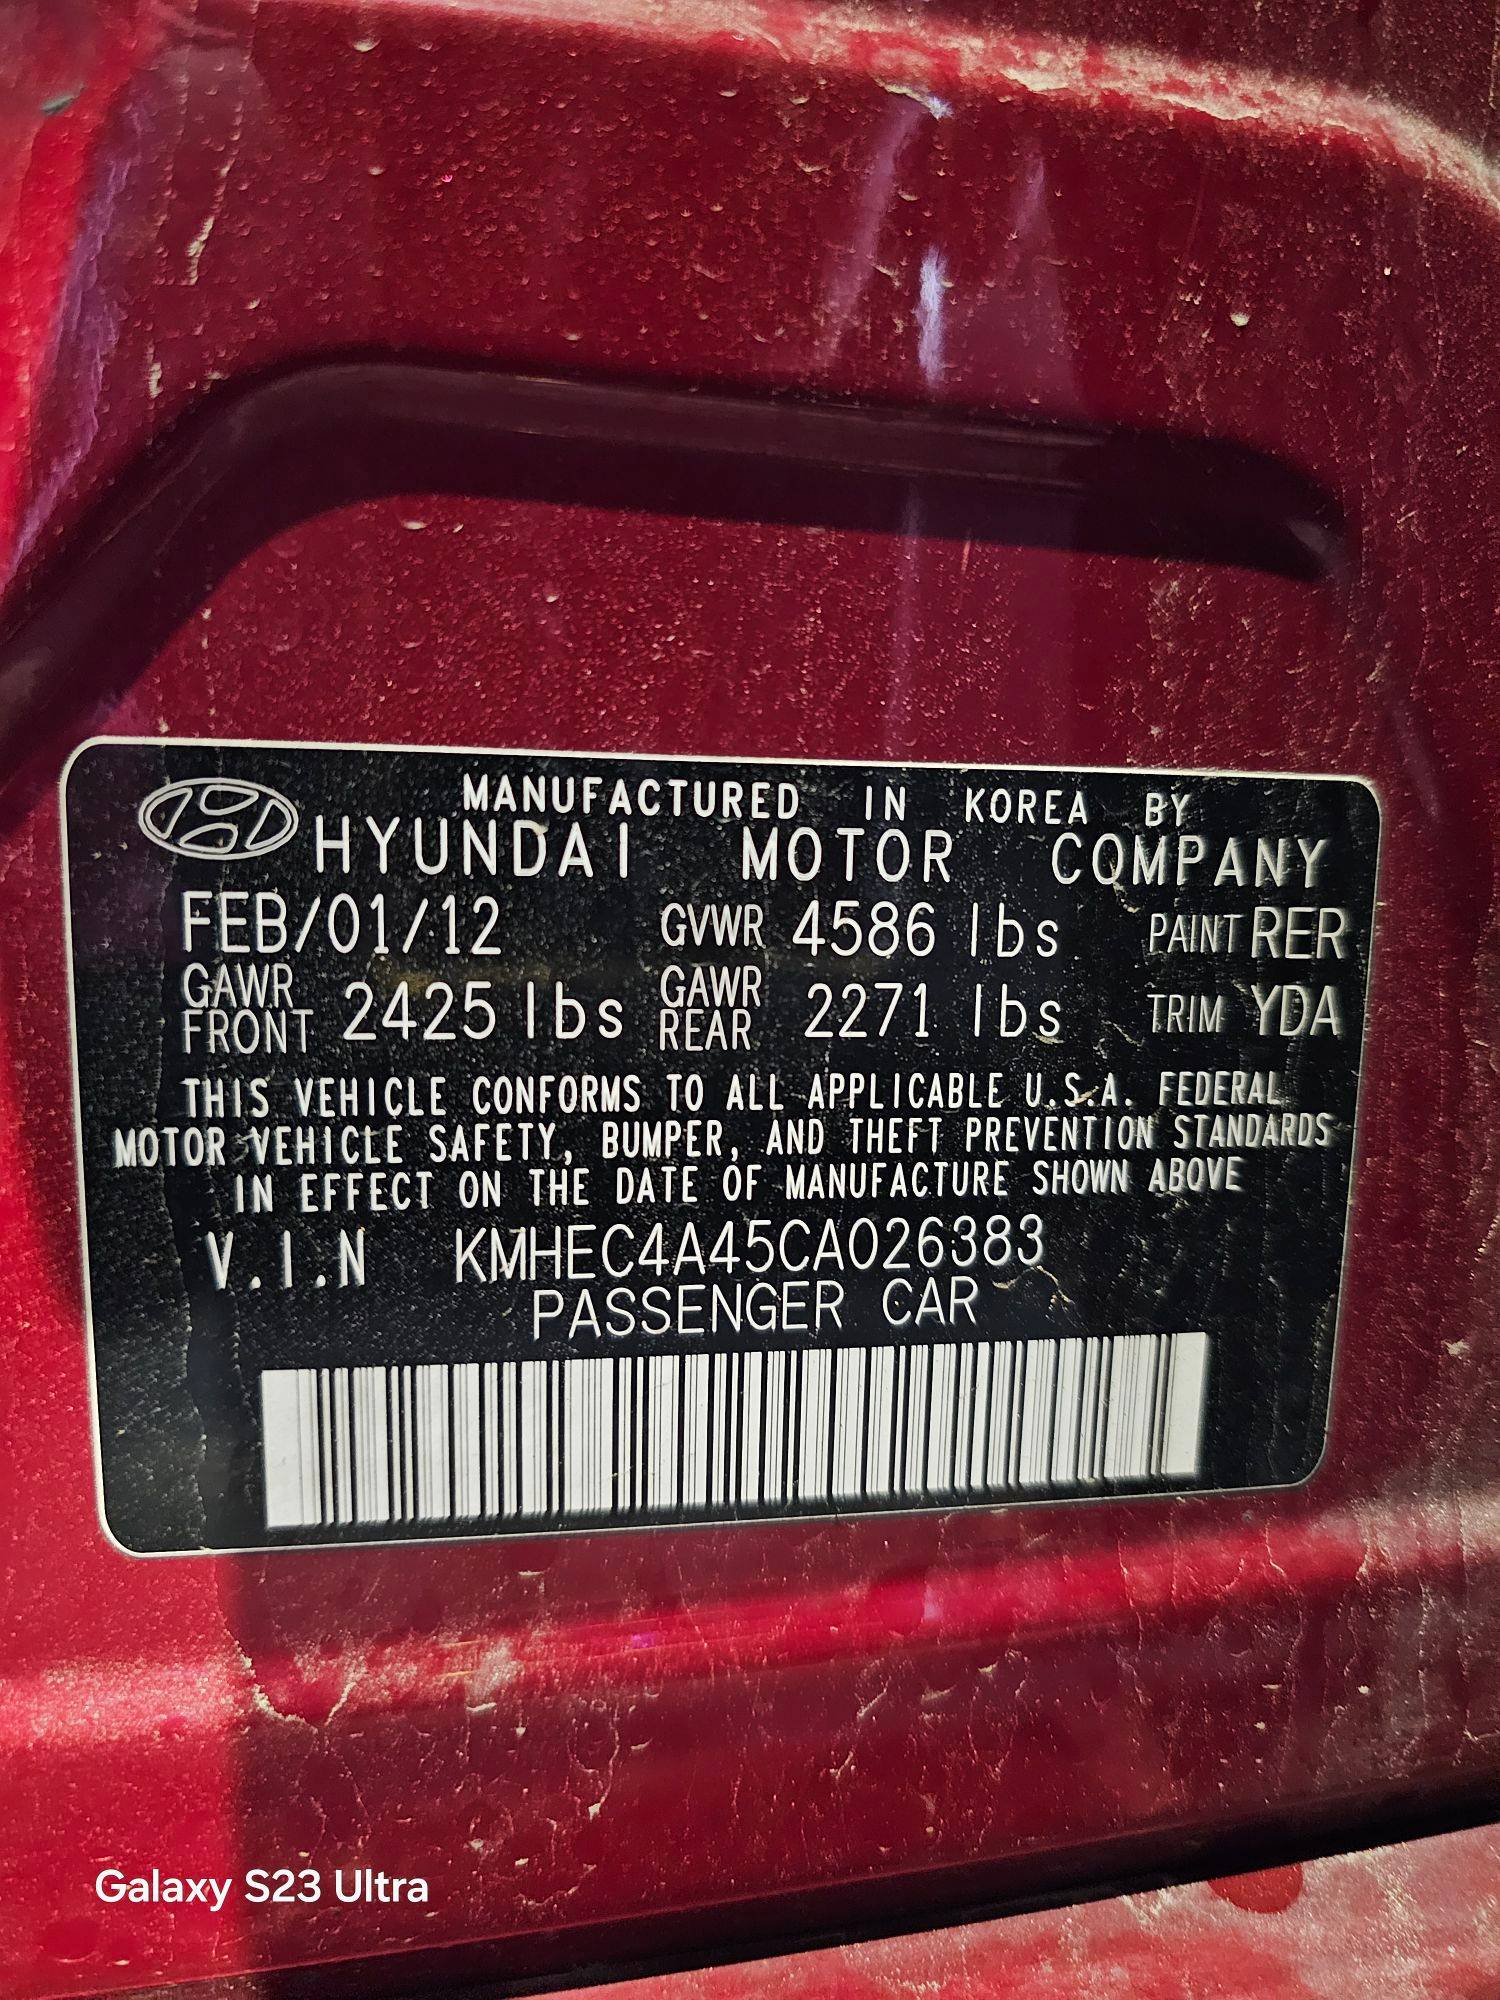 MANUFACTURED IN KOREA BY
HYUNDAI MOTOR COMPANY
FEB/01/12 GVWR 4586 lbs PAINT RER
GAWR FRONT 2425 lbs GAWR REAR 2271 lbs TRIM YDA
THIS VEHICLE CONFORMS TO ALL APPLICABLE U.S.A. FEDERAL
MOTOR VEHICLE SAFETY, BUMPER, AND THEFT PREVENTION STANDARDS
IN EFFECT ON THE DATE OF MANUFACTURE SHOWN ABOVE
V.I.N KMHEC4A45CA026383
PASSENGER CAR
Galaxy S23 Ultra